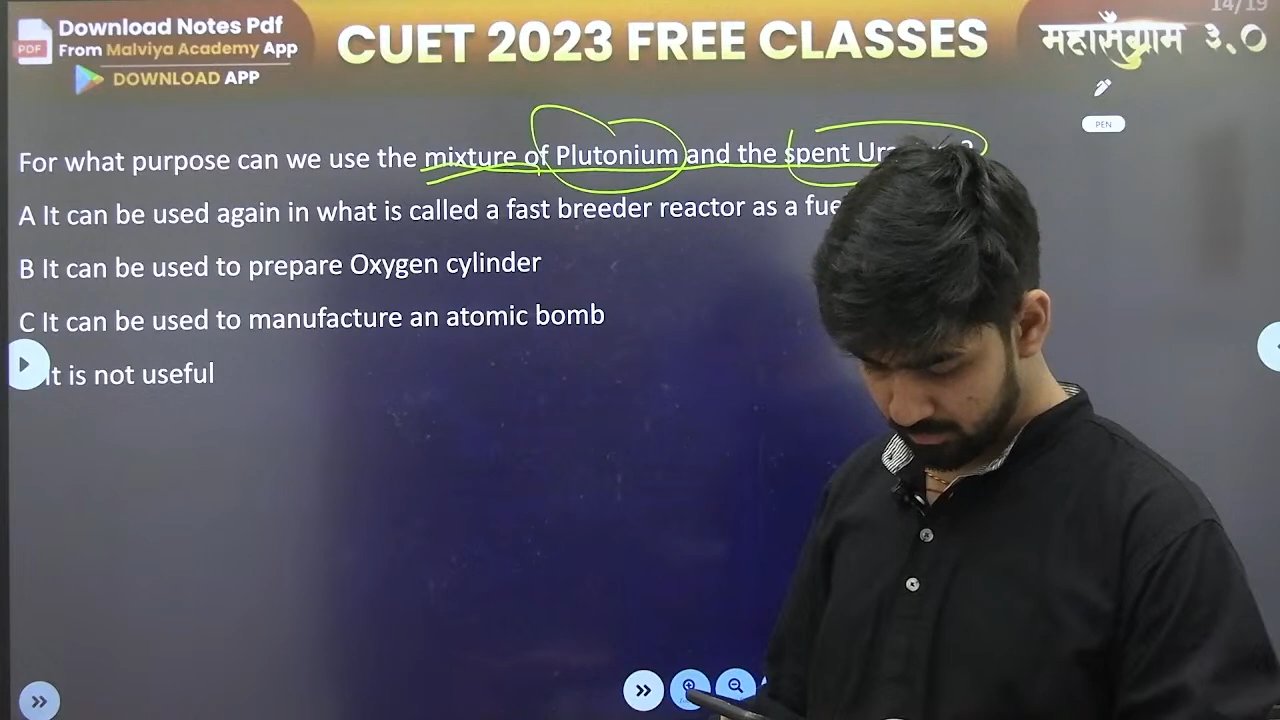 Download Notes Pdf
PDF
From Malviya Academy App
DOWNLOAD APP
CUET 2023 FREE CLASSES
14/19
महासँग्राम ३.०
PEN
For what purpose can we use the mixture of Plutonium and the spent
A It can be used again in what is called a fast breeder reactor as a
B It can be used to prepare Oxygen cylinder
C It can be used to manufacture an atomic bomb
It is not useful